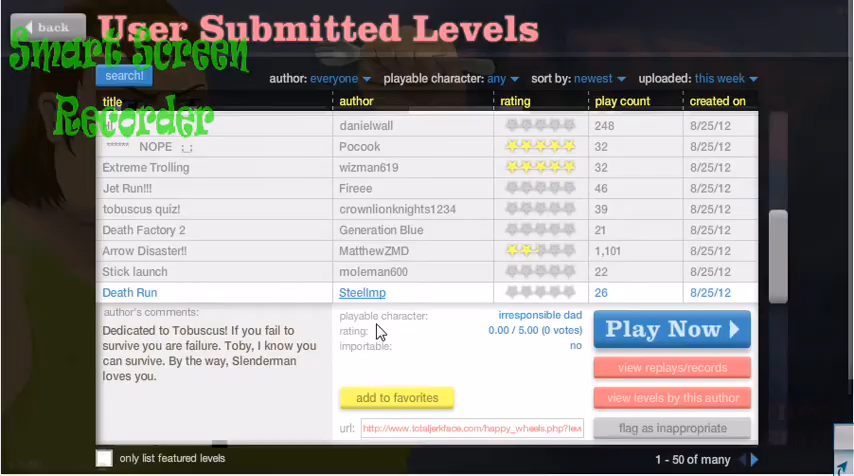 back
User Submitted Levels
Smart Screen
Recorder
search!
author: everyone playable character: any sort by: newest uploaded: this week
title author rating play count created on
danielwall 248 8/25/12
****** NOPE ;_; Pocook 32 8/25/12
Extreme Trolling wizman619 32 8/25/12
Jet Run!!! Fireee 46 8/25/12
tobuscus quiz! crownlionknights1234 39 8/25/12
Death Factory 2 Generation Blue 21 8/25/12
Arrow Disaster!! MatthewZMD 1,101 8/25/12
Stick launch moleman600 22 8/25/12
Death Run SteelImp 26 8/25/12
author's comments:
Dedicated to Tobuscus! If you fail to
survive you are failure. Toby, I know you
can survive. By the way, Slenderman
loves you.
playable character: irresponsible dad
rating: 0.00 / 5.00 (0 votes)
importable: no
add to favorites
url: http://www.totaljerkface.com/happy_wheels.php?lev
Play Now
view replays/records
view levels by this author
flag as inappropriate
only list featured levels
1 - 50 of many